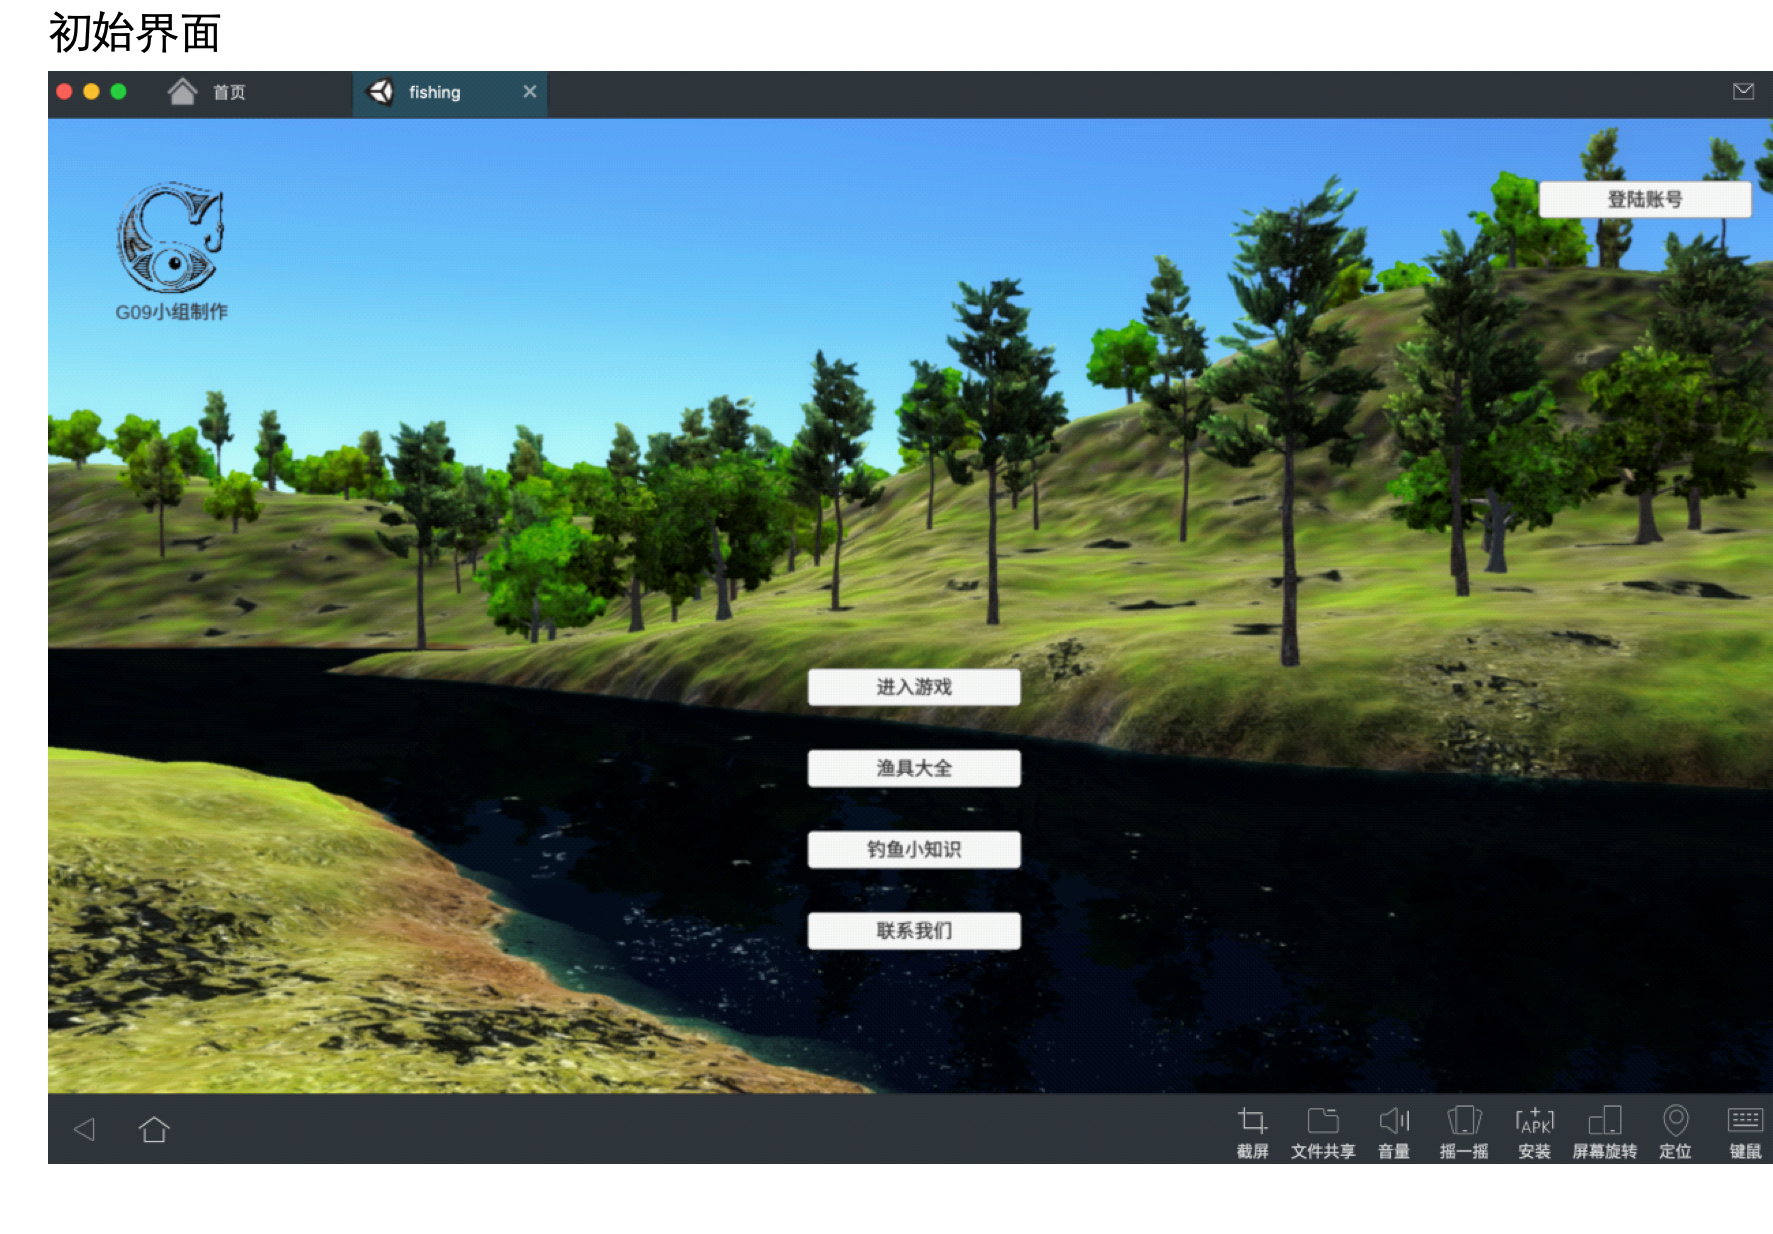 初始界面
首页
fishing
登陆账号
G09小组制作
进入游戏
渔具大全
钓鱼小知识
联系我们
APK
截屏 文件共享 音量 摇一摇 安装 屏幕旋转 定位 键鼠